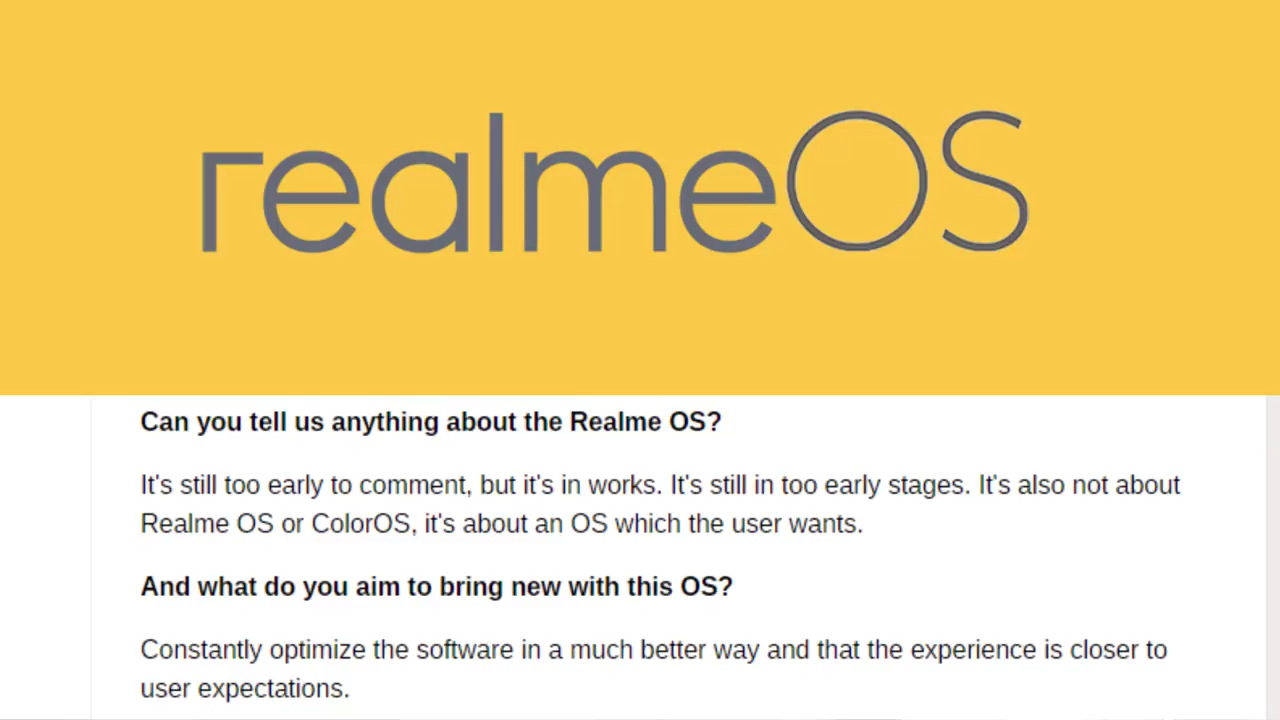 realmeOS
Can you tell us anything about the Realme OS?
It's still too early to comment, but it's in works. It's still in too early stages. It's also not about
Realme OS or ColorOS, it's about an OS which the user wants.
And what do you aim to bring new with this OS?
Constantly optimize the software in a much better way and that the experience is closer to
user expectations.